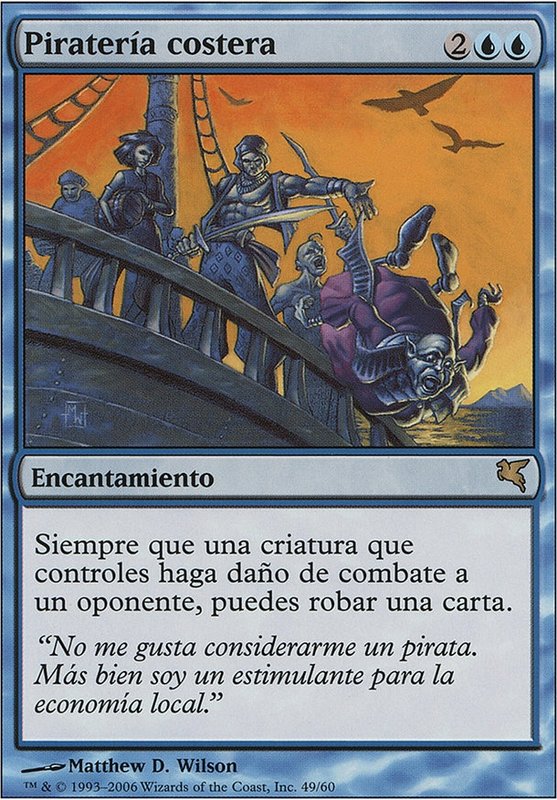 Piratería costera 2
Encantamiento
Siempre que una criatura que
controles haga daño de combate a
un oponente, puedes robar una carta.
“No me gusta considerarme un pirata.
Más bien soy un estimulante para la
economía local.”
Matthew D. Wilson
™ & © 1993–2006 Wizards of the Coast, Inc. 49/60